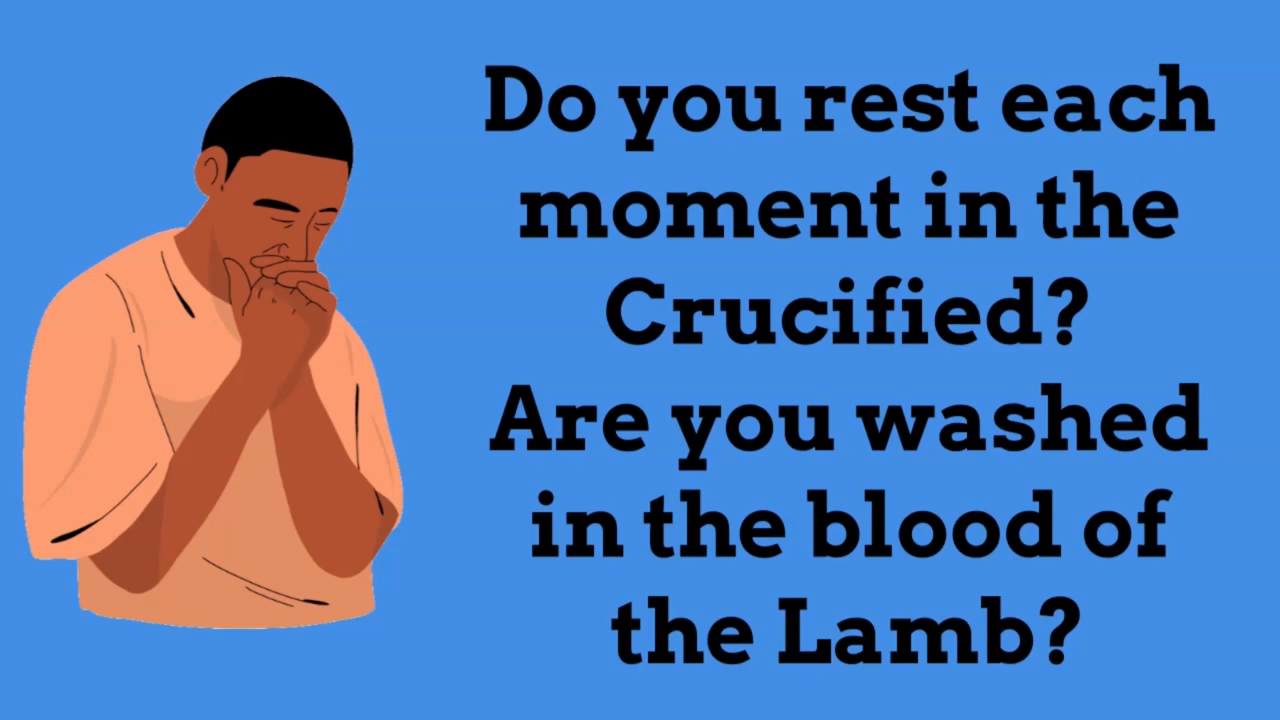 Do you rest each
moment in the
Crucified?
Are you washed
in the blood of
the Lamb?